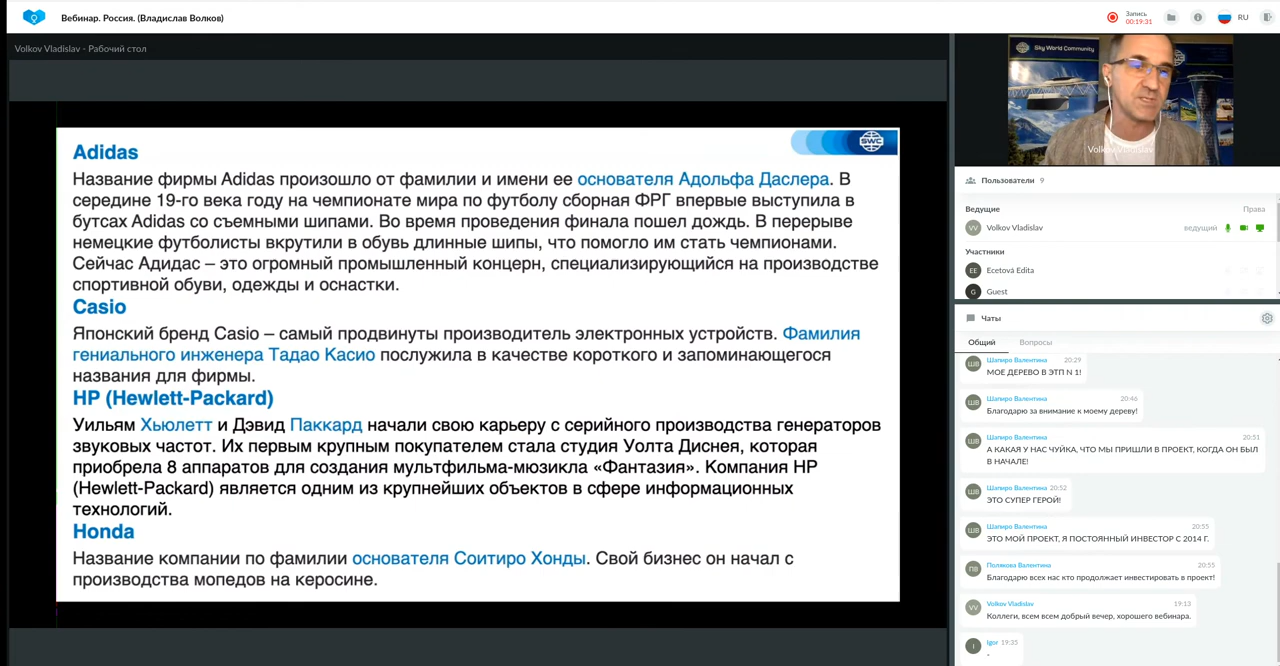 Вебинар. Россия. (Владислав Волков)
Запись
00:19:31
RU
Volkov Vladislav - Рабочий стол
SWC
Adidas
Название фирмы Adidas произошло от фамилии и имени ее основателя Адольфа Даслера. В
середине 19-го века году на чемпионате мира по футболу сборная ФРГ впервые выступила в
бутсах Adidas со съемными шипами. Во время проведения финала пошел дождь. В перерыве
немецкие футболисты вкрутили в обувь длинные шипы, что помогло им стать чемпионами.
Сейчас Адидас – это огромный промышленный концерн, специализирующийся на производстве
спортивной обуви, одежды и оснастки.
Casio
Японский бренд Casio – самый продвинуты производитель электронных устройств. Фамилия
гениального инженера Тадао Касио послужила в качестве короткого и запоминающегося
названия для фирмы.
HP (Hewlett-Packard)
Уильям Хьюлетт и Дэвид Паккард начали свою карьеру с серийного производства генераторов
звуковых частот. Их первым крупным покупателем стала студия Уолта Диснея, которая
приобрела 8 аппаратов для создания мультфильма-мюзикла «Фантазия». Компания HP
(Hewlett-Packard) является одним из крупнейших объектов в сфере информационных
технологий.
Honda
Название компании по фамилии основателя Соитиро Хонды. Свой бизнес он начал с
производства мопедов на керосине.
Sky World Community
Volkov Vladislav
Пользователи 9
Ведущие Права
VV Volkov Vladislav ведущий
Участники
EE Ecetová Edita
G Guest
Чаты
Общий Вопросы
ШВ Шапиро Валентина 20:29
МОЕ ДЕРЕВО В ЭТП N 1!
ШВ Шапиро Валентина 20:46
Благодарю за внимание к моему дереву!
ШВ Шапиро Валентина 20:51
А КАКАЯ У НАС ЧУЙКА, ЧТО МЫ ПРИШЛИ В ПРОЕКТ, КОГДА ОН БЫЛ
В НАЧАЛЕ!
ШВ Шапиро Валентина 20:52
ЭТО СУПЕР ГЕРОЙ!
ШВ Шапиро Валентина 20:55
ЭТО МОЙ ПРОЕКТ, Я ПОСТОЯННЫЙ ИНВЕСТОР С 2014 Г.
ПВ Полякова Валентина 20:55
Благодарю всех нас кто продолжает инвестировать в проект!
VV Volkov Vladislav 19:13
Коллеги, всем всем добрый вечер, хорошего вебинара.
I Igor 19:35
-